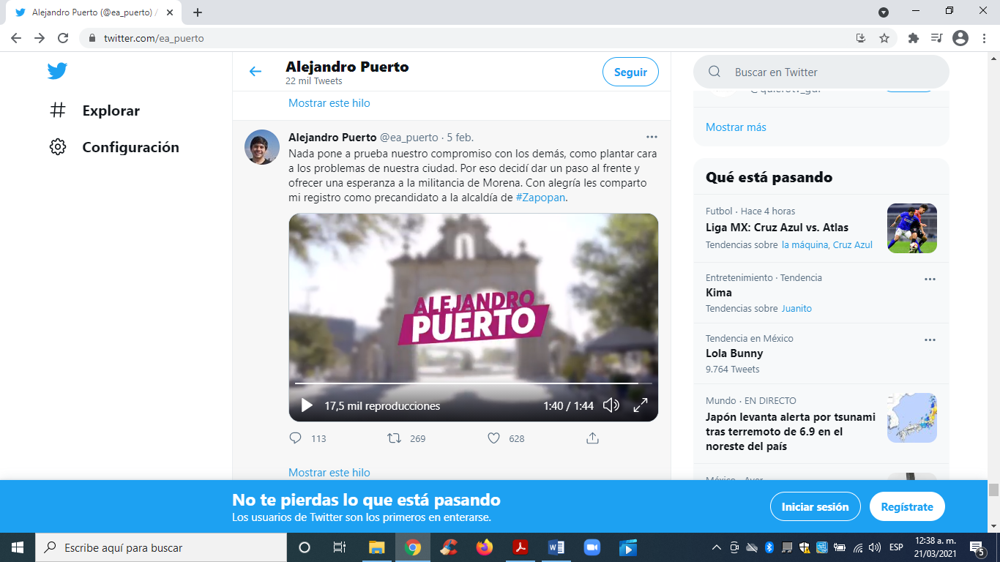 Alejandro Puerto (@ea_puerto) /
twitter.com/ea_puerto
Explorar
Configuración
Alejandro Puerto
22 mil Tweets
Seguir
Mostrar este hilo
Alejandro Puerto @ea_puerto · 5 feb.
Nada pone a prueba nuestro compromiso con los demás, como plantar cara
a los problemas de nuestra ciudad. Por eso decidí dar un paso al frente y
ofrecer una esperanza a la militancia de Morena. Con alegría les comparto
mi registro como precandidato a la alcaldía de #Zapopan.
ALEJANDRO
PUERTO
17,5 mil reproducciones
1:40 / 1:44
113
269
628
Mostrar este hilo
Buscar en Twitter
Mostrar más
Qué está pasando
Futbol · Hace 4 horas
Liga MX: Cruz Azul vs. Atlas
Tendencias sobre la máquina, Cruz Azul
Entretenimiento · Tendencia
Kima
Tendencias sobre Juanito
Tendencia en México
Lola Bunny
9.764 Tweets
Mundo · EN DIRECTO
Japón levanta alerta por tsunami
tras terremoto de 6.9 en el
noreste del país
No te pierdas lo que está pasando
Los usuarios de Twitter son los primeros en enterarse.
Iniciar sesión
Regístrate
Escribe aquí para buscar
ESP
12:38 a. m.
21/03/2021
5